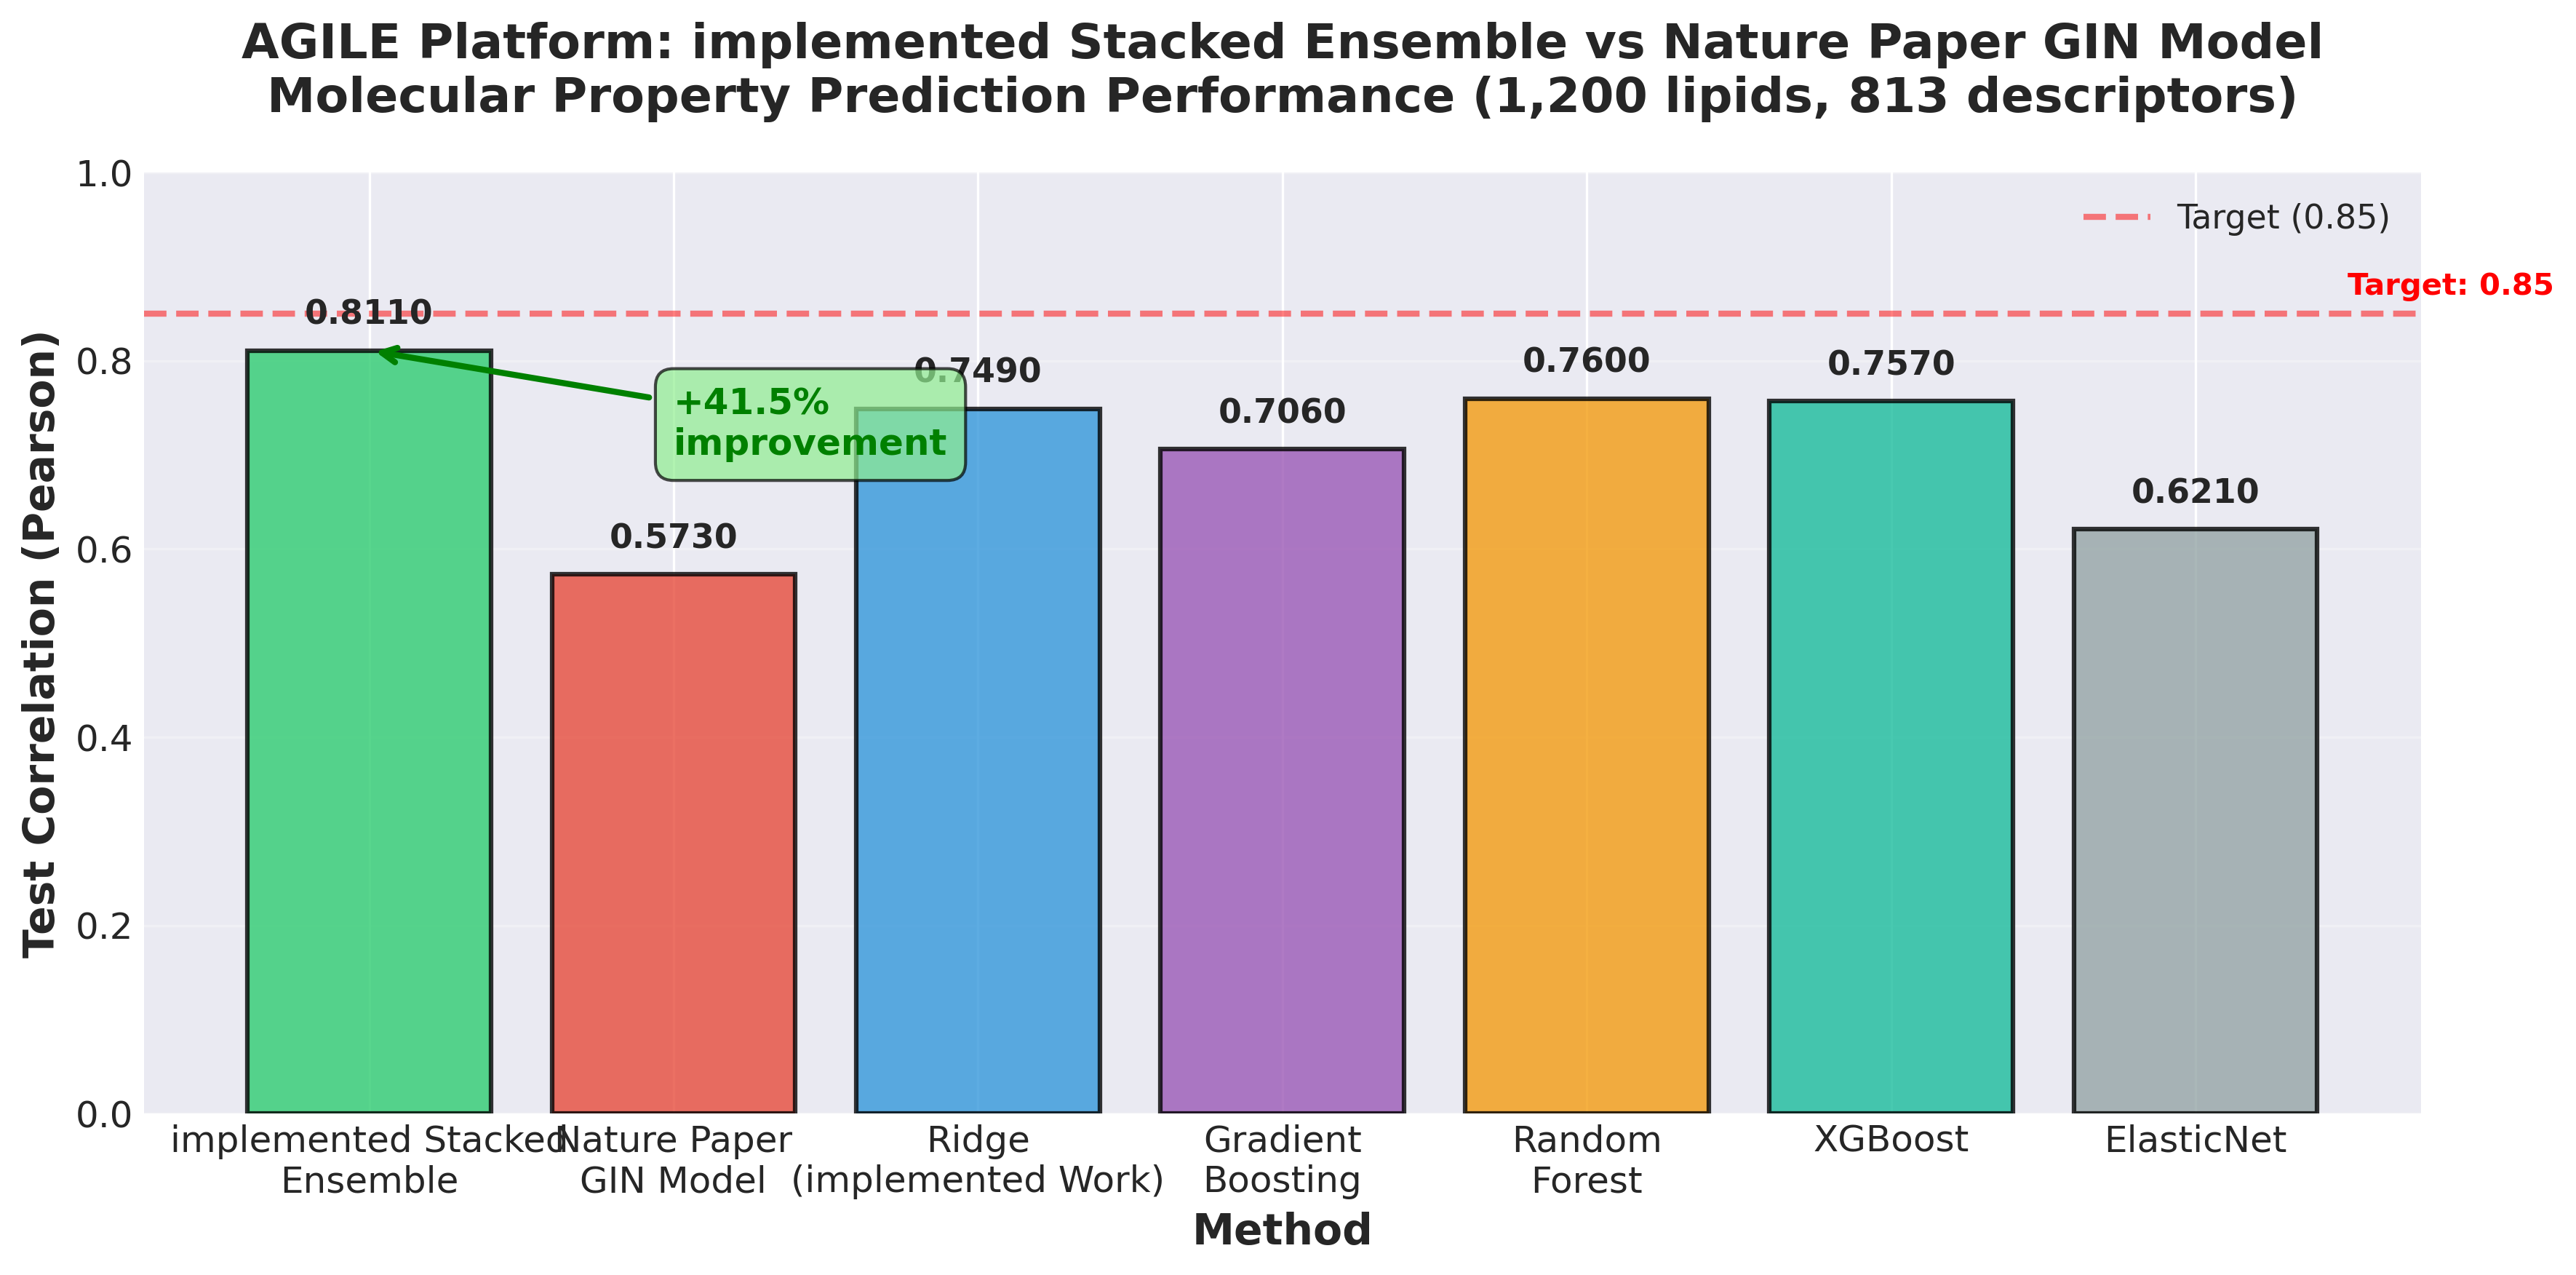 AGILE Platform: implemented Stacked Ensemble vs Nature Paper GIN Model
Molecular Property Prediction Performance (1,200 lipids, 813 descriptors)
Test Correlation (Pearson)
1.0
0.8
0.6
0.4
0.2
0.0
Target (0.85)
Target: 0.85
0.8110
0.5730
0.7490
0.7060
0.7600
0.7570
0.6210
+41.5%
improvement
implemented Stacked
Ensemble
Nature Paper
GIN Model
Ridge
(implemented Work)
Gradient
Boosting
Random
Forest
XGBoost
ElasticNet
Method